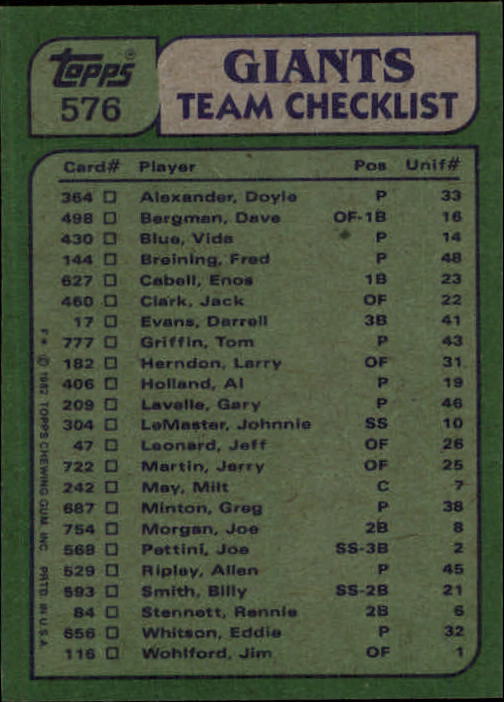 topps®
576
GIANTS
TEAM CHECKLIST
Card# Player Pos Unif#
364 Alexander, Doyle P 33
498 Bergman, Dave OF-1B 16
430 Blue, Vida P 14
144 Breining, Fred P 48
627 Cabell, Enos 1B 23
460 Clark, Jack OF 22
17 Evans, Darrell 3B 41
777 Griffin, Tom P 43
182 Herndon, Larry OF 31
406 Holland, Al P 19
209 Lavelle, Gary P 46
304 LeMaster, Johnnie SS 10
47 Leonard, Jeff OF 26
722 Martin, Jerry OF 25
242 May, Milt C 7
687 Minton, Greg P 38
754 Morgan, Joe 2B 8
568 Pettini, Joe SS-3B 2
529 Ripley, Allen P 45
593 Smith, Billy SS-2B 21
84 Stennett, Rennie 2B 6
656 Whitson, Eddie P 32
116 Wohlford, Jim OF 1
F* © 1982 TOPPS CHEWING GUM, INC. PRTD. IN U.S.A.